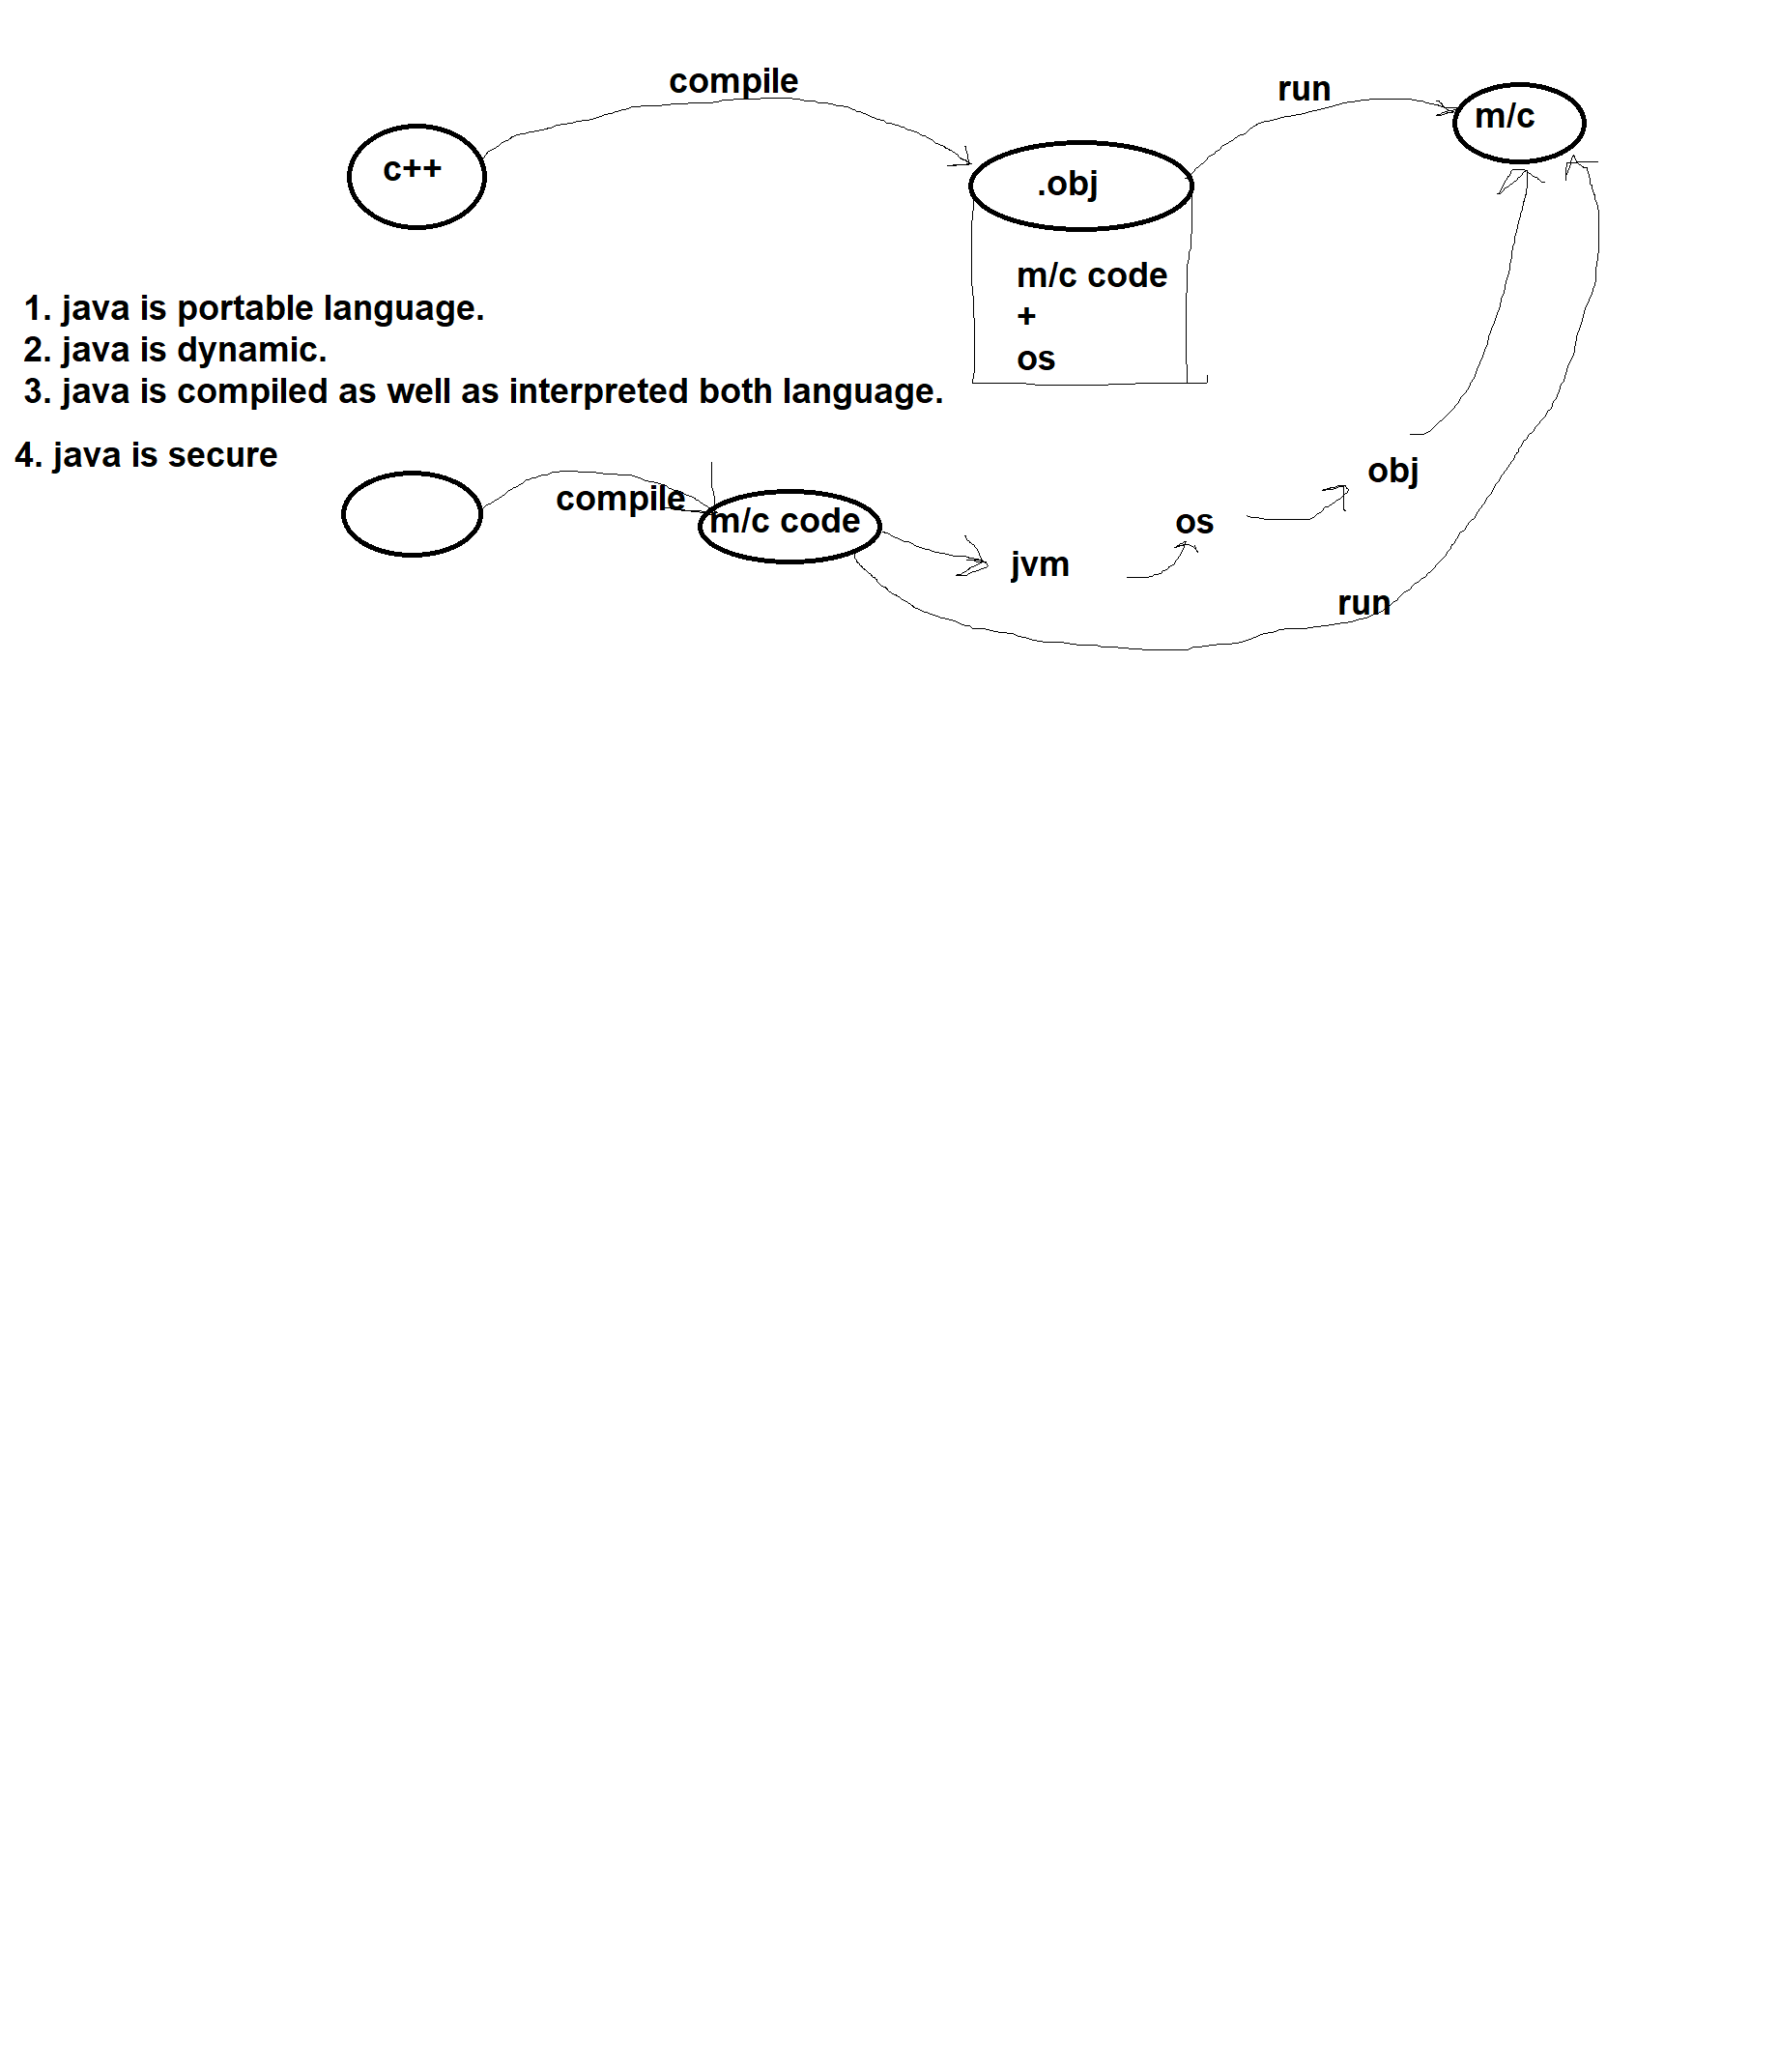 compile
run
c++
.obj
m/c
m/c code
+
os
1. java is portable language.
2. java is dynamic.
3. java is compiled as well as interpreted both language.
4. java is secure
compile
m/c code
jvm
os
obj
run